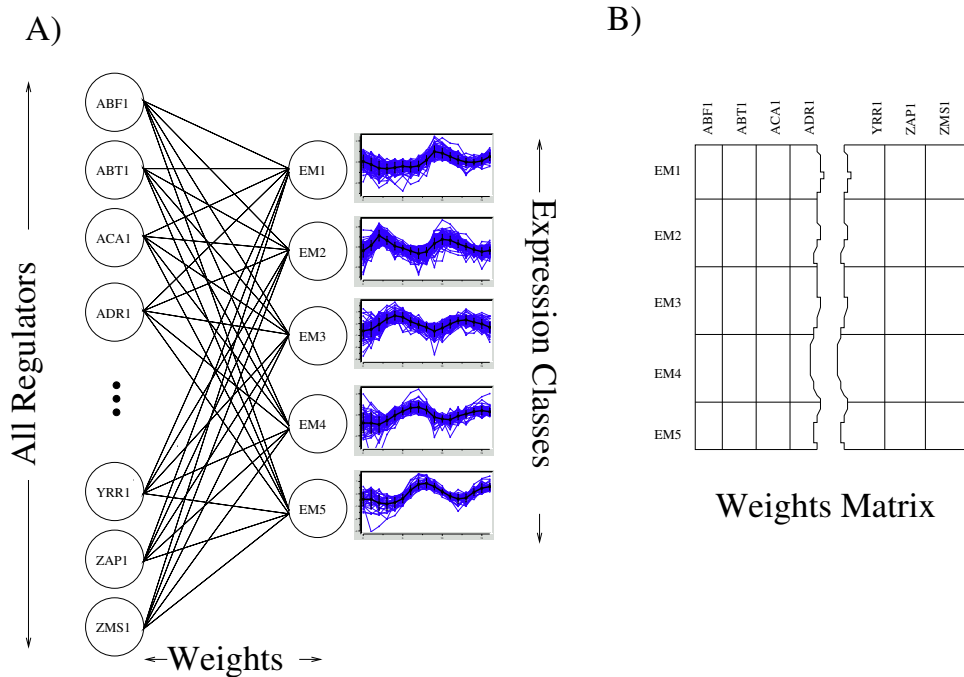 A)
All Regulators
ABF1
ABT1
ACA1
ADR1
YRR1
ZAP1
ZMS1
Weights
EM1
EM2
EM3
EM4
EM5
Expression Classes
B)
ABF1
ABT1
ACA1
ADR1
YRR1
ZAP1
ZMS1
EM1
EM2
EM3
EM4
EM5
Weights Matrix